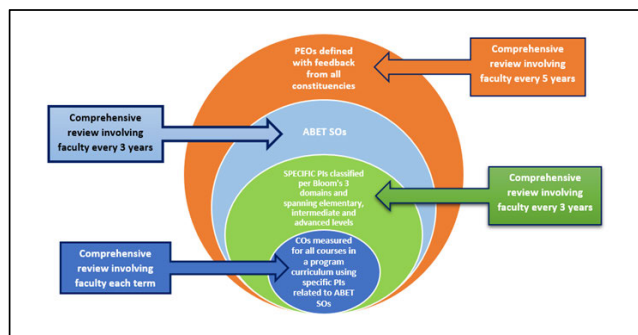 PEOs defined
with feedback
from all
constituencies
Comprehensive
review involving
faculty every 5 years
Comprehensive
review involving
faculty every 3 years
ABET SOs
SPECIFIC PIs classified
per Bloom's 3
domains and
spanning elementary,
intermediate and
advanced levels
Comprehensive
review involving
faculty every 3 years
COs measured
for all courses in
a program
curriculum using
specific PIs
related to ABET
SOs
Comprehensive
review involving
faculty each term